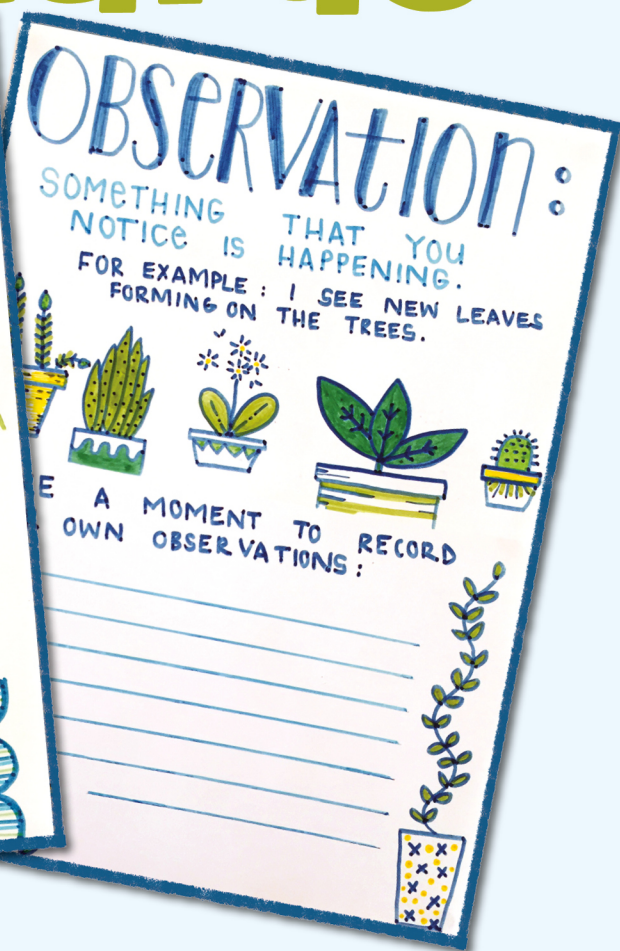 OBSERVATION:
SOMETHING THAT YOU
NOTICE IS HAPPENING.
FOR EXAMPLE: I SEE NEW LEAVES
FORMING ON THE TREES.
A MOMENT TO RECORD
OWN OBSERVATIONS: